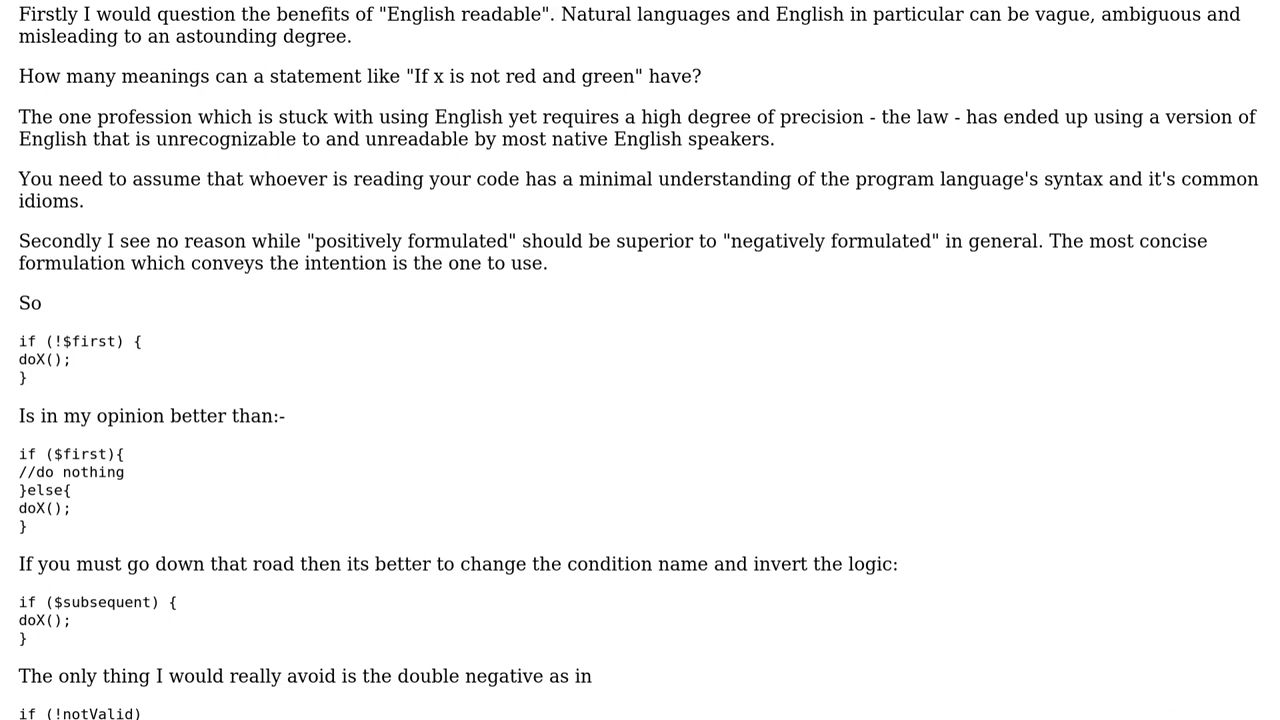 Firstly I would question the benefits of "English readable". Natural languages and English in particular can be vague, ambiguous and
misleading to an astounding degree.
How many meanings can a statement like "If x is not red and green" have?
The one profession which is stuck with using English yet requires a high degree of precision - the law - has ended up using a version of
English that is unrecognizable to and unreadable by most native English speakers.
You need to assume that whoever is reading your code has a minimal understanding of the program language's syntax and it's common
idioms.
Secondly I see no reason while "positively formulated" should be superior to "negatively formulated" in general. The most concise
formulation which conveys the intention is the one to use.
So
if (!$first) {
doX();
}
Is in my opinion better than:-
if ($first){
//do nothing
}else{
doX();
}
If you must go down that road then its better to change the condition name and invert the logic:
if ($subsequent) {
doX();
}
The only thing I would really avoid is the double negative as in
if (!notValid)